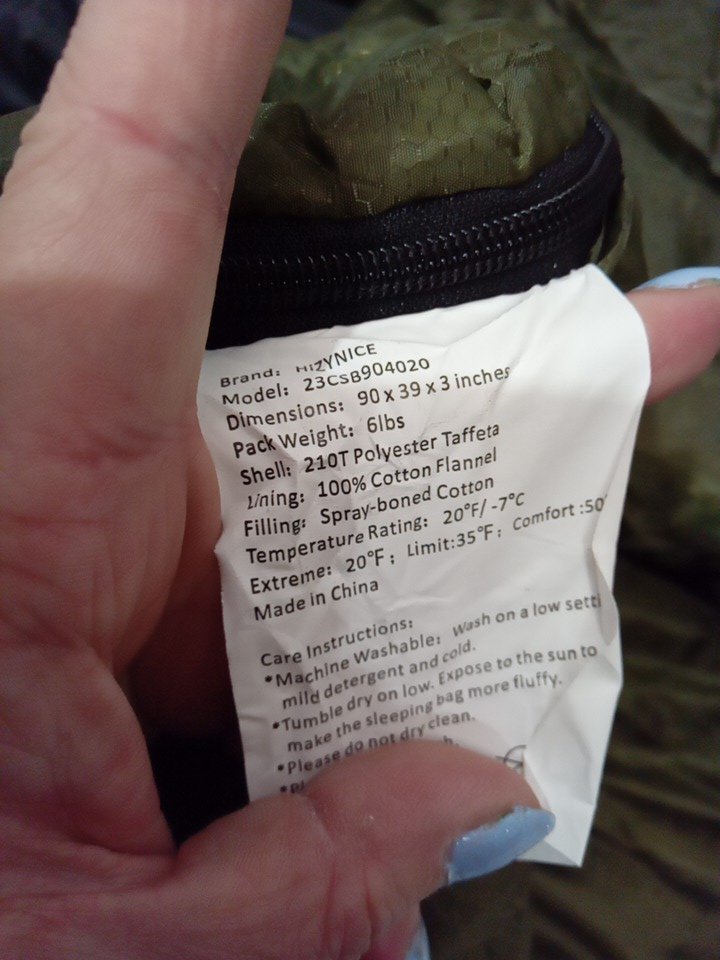 Brand: HIZYNICE
Model: 23CSB904020
Dimensions: 90 x 39 x 3 inches
Pack Weight: 6lbs
Shell: 210T Polyester Taffeta
Lining: 100% Cotton Flannel
Filling: Spray-boned Cotton
Temperature Rating: 20°F/ -7°C
Extreme: 20°F; Limit:35°F; Comfort :50
Made in China
Care Instructions:
*Machine Washable: Wash on a low setti
mild detergent and cold.
*Tumble dry on low. Expose to the sun to
make the sleeping bag more fluffy.
*Please do not dry clean.